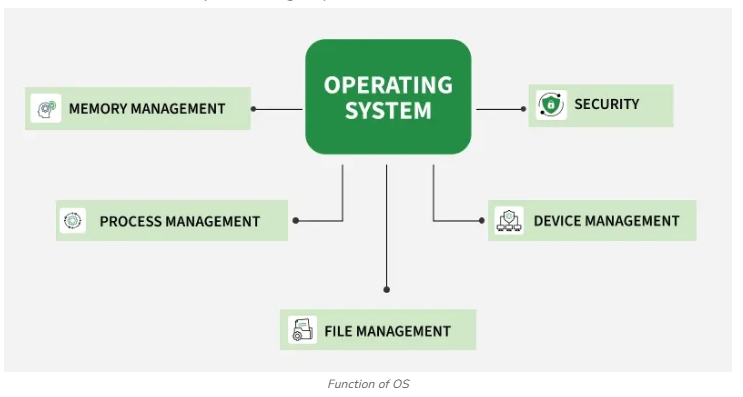 OPERATING
SYSTEM
MEMORY MANAGEMENT
SECURITY
PROCESS MANAGEMENT
DEVICE MANAGEMENT
FILE MANAGEMENT
Function of OS